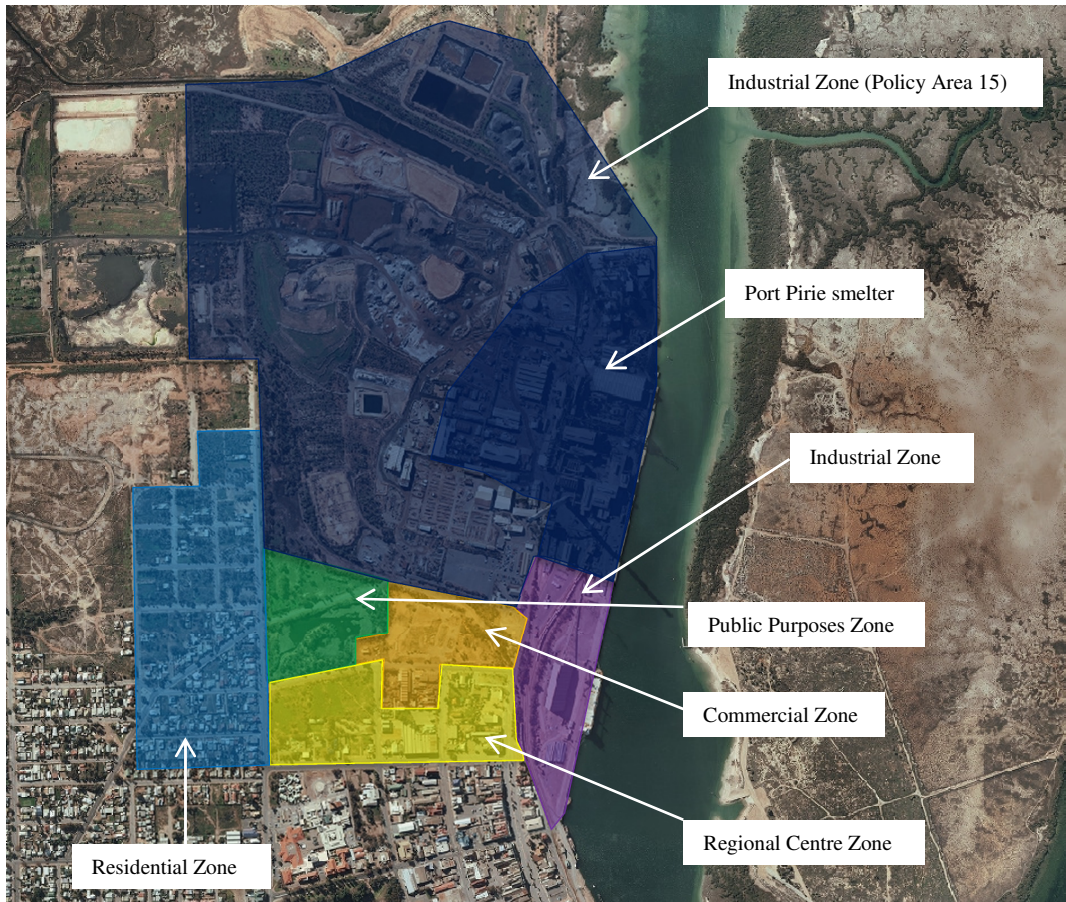 Industrial Zone (Policy Area 15)
Port Pirie smelter
Industrial Zone
Public Purposes Zone
Commercial Zone
Regional Centre Zone
Residential Zone